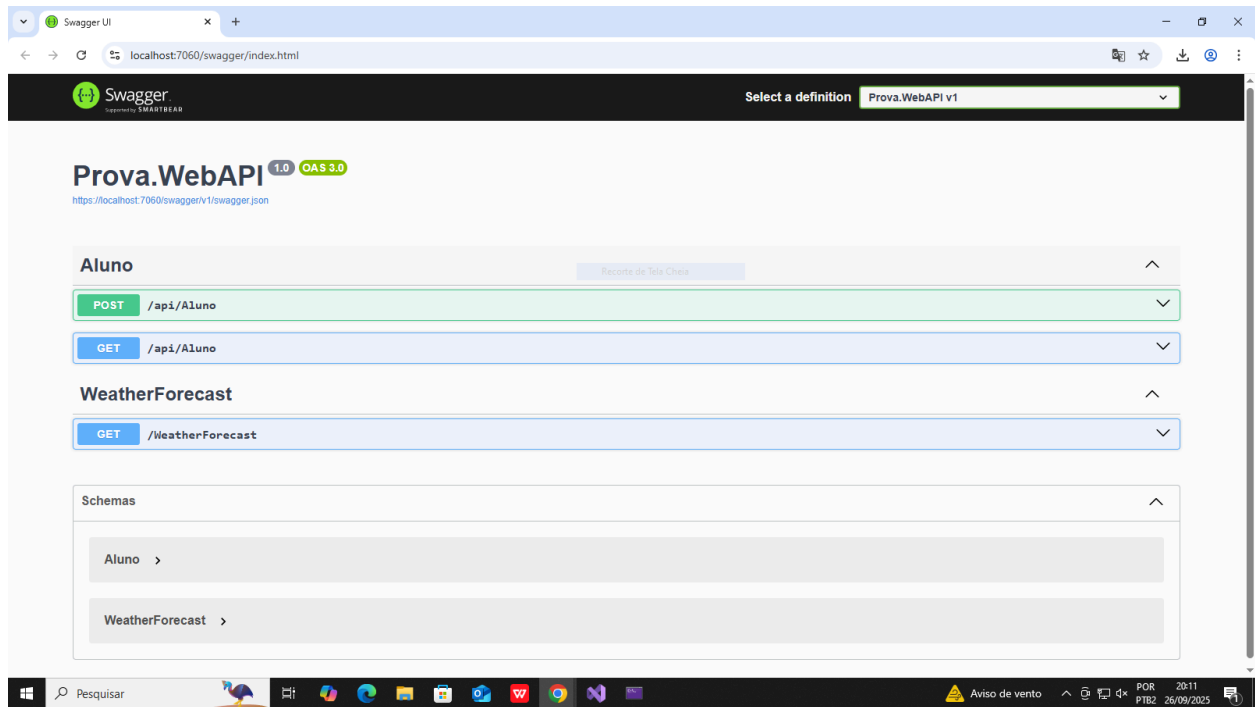 Swagger UI
localhost:7060/swagger/index.html
Swagger.
Supported by SMARTBEAR
Select a definition
Prova.WebAPI v1
Prova.WebAPI 1.0 OAS 3.0
https://localhost:7060/swagger/v1/swagger.json
Aluno
Recorte de Tela Cheia
POST /api/Aluno
GET /api/Aluno
WeatherForecast
GET /WeatherForecast
Schemas
Aluno
WeatherForecast
Pesquisar
Aviso de vento
POR
PTB2
20:11
26/09/2025